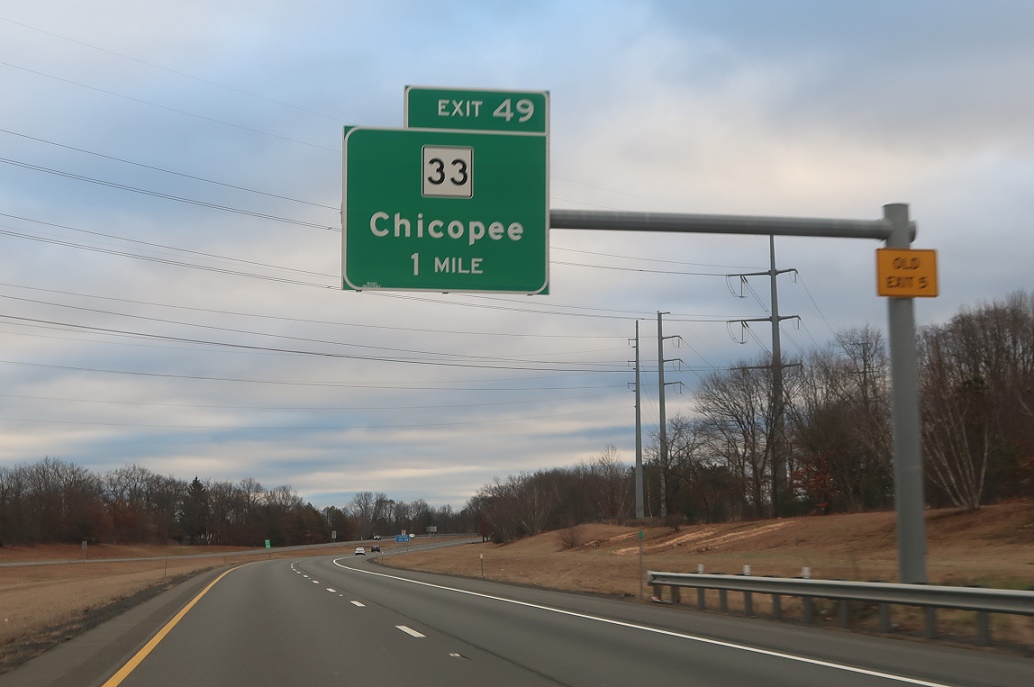 EXIT 49
33
Chicopee
1 MILE
OLD
EXIT 5